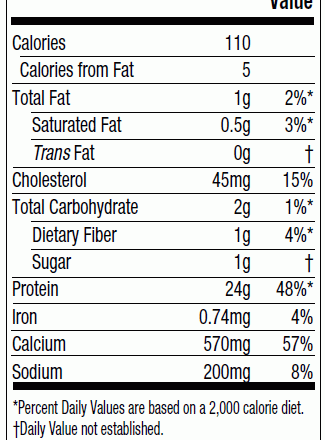 Value
Calories 110
Calories from Fat 5
Total Fat 1g 2%*
Saturated Fat 0.5g 3%*
Trans Fat 0g †
Cholesterol 45mg 15%
Total Carbohydrate 2g 1%*
Dietary Fiber 1g 4%*
Sugar 1g †
Protein 24g 48%*
Iron 0.74mg 4%
Calcium 570mg 57%
Sodium 200mg 8%
*Percent Daily Values are based on a 2,000 calorie diet.
†Daily Value not established.